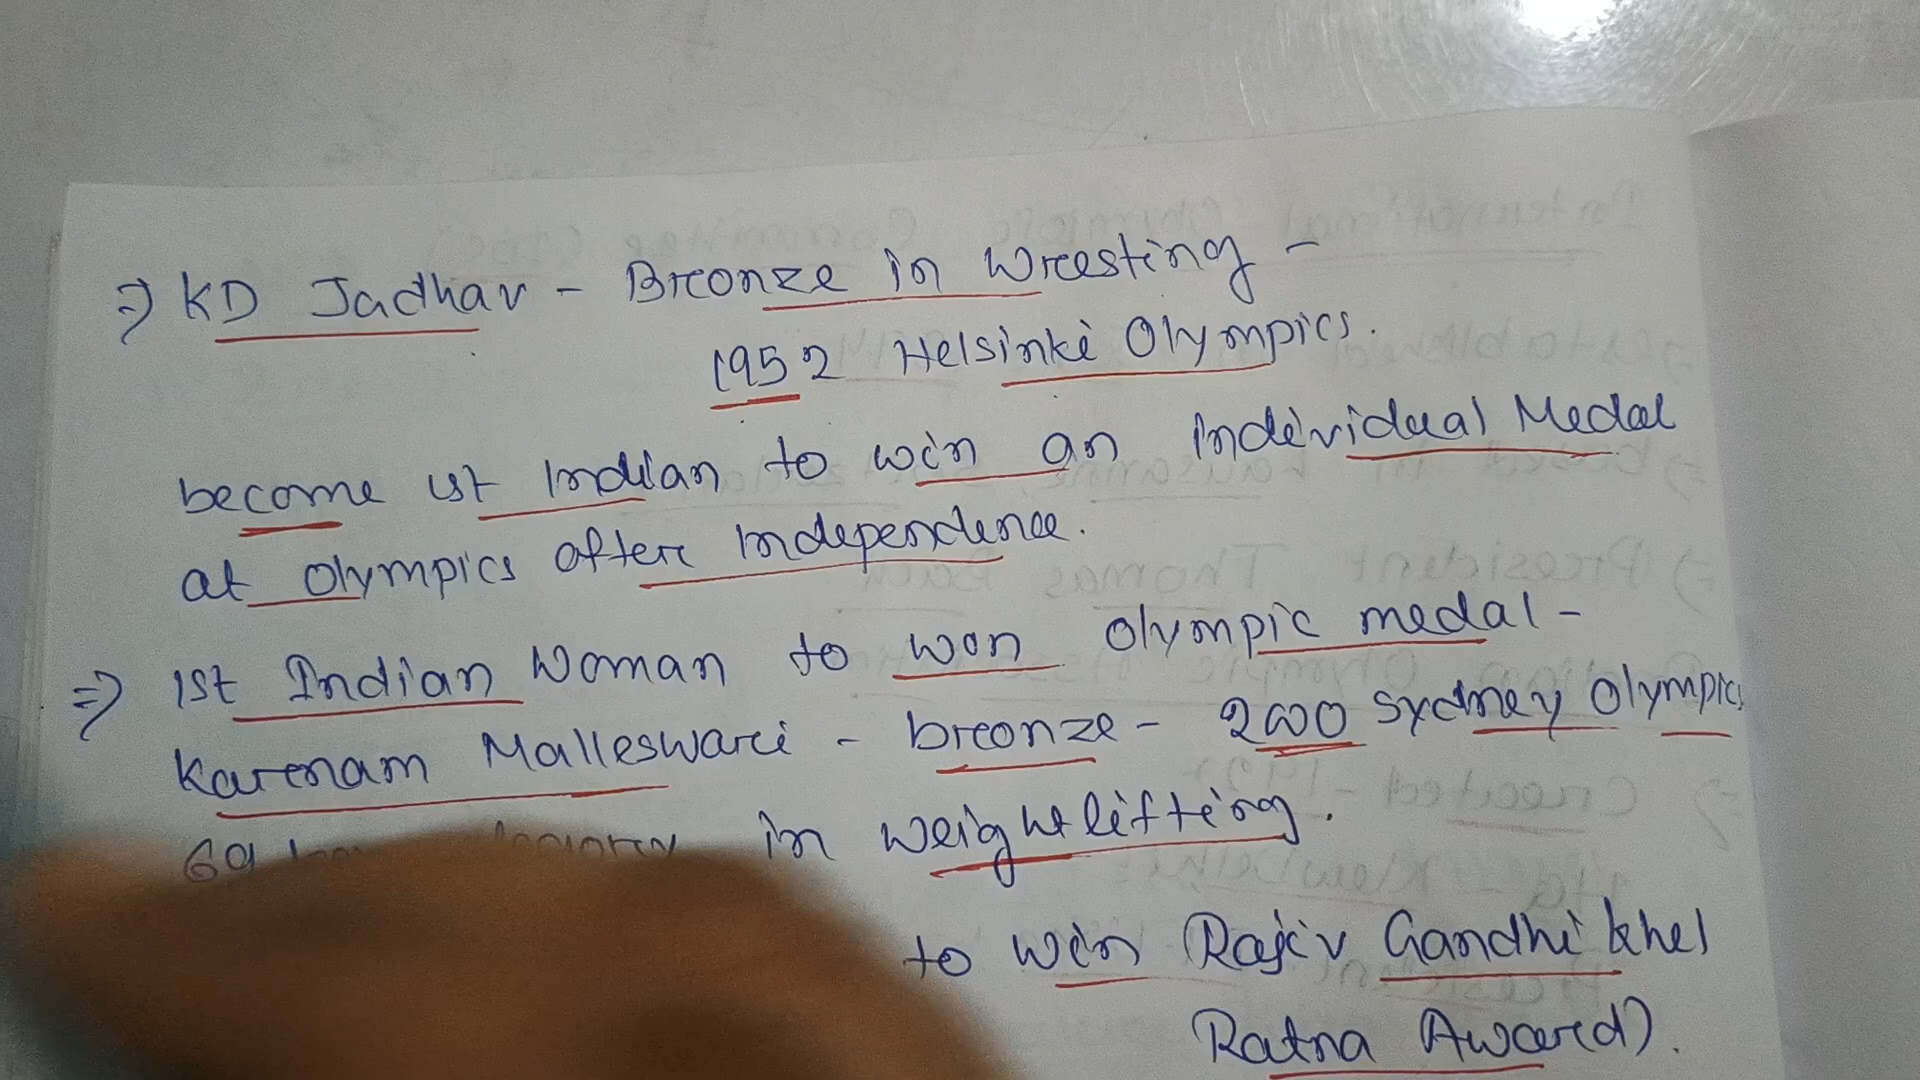 ⇒ KD Jadhav - Bronze in Wresting -
1952 Helsinki Olympics.
become 1st Indian to win an Individual Medal
at Olympics after Independence.
⇒ 1st Indian Woman to won Olympic medal -
Karenam Malleswari - bronze - 2000 Sydney Olympics
69 in weightlifting.
to win Rajiv Gandhi khel
Ratna Award).